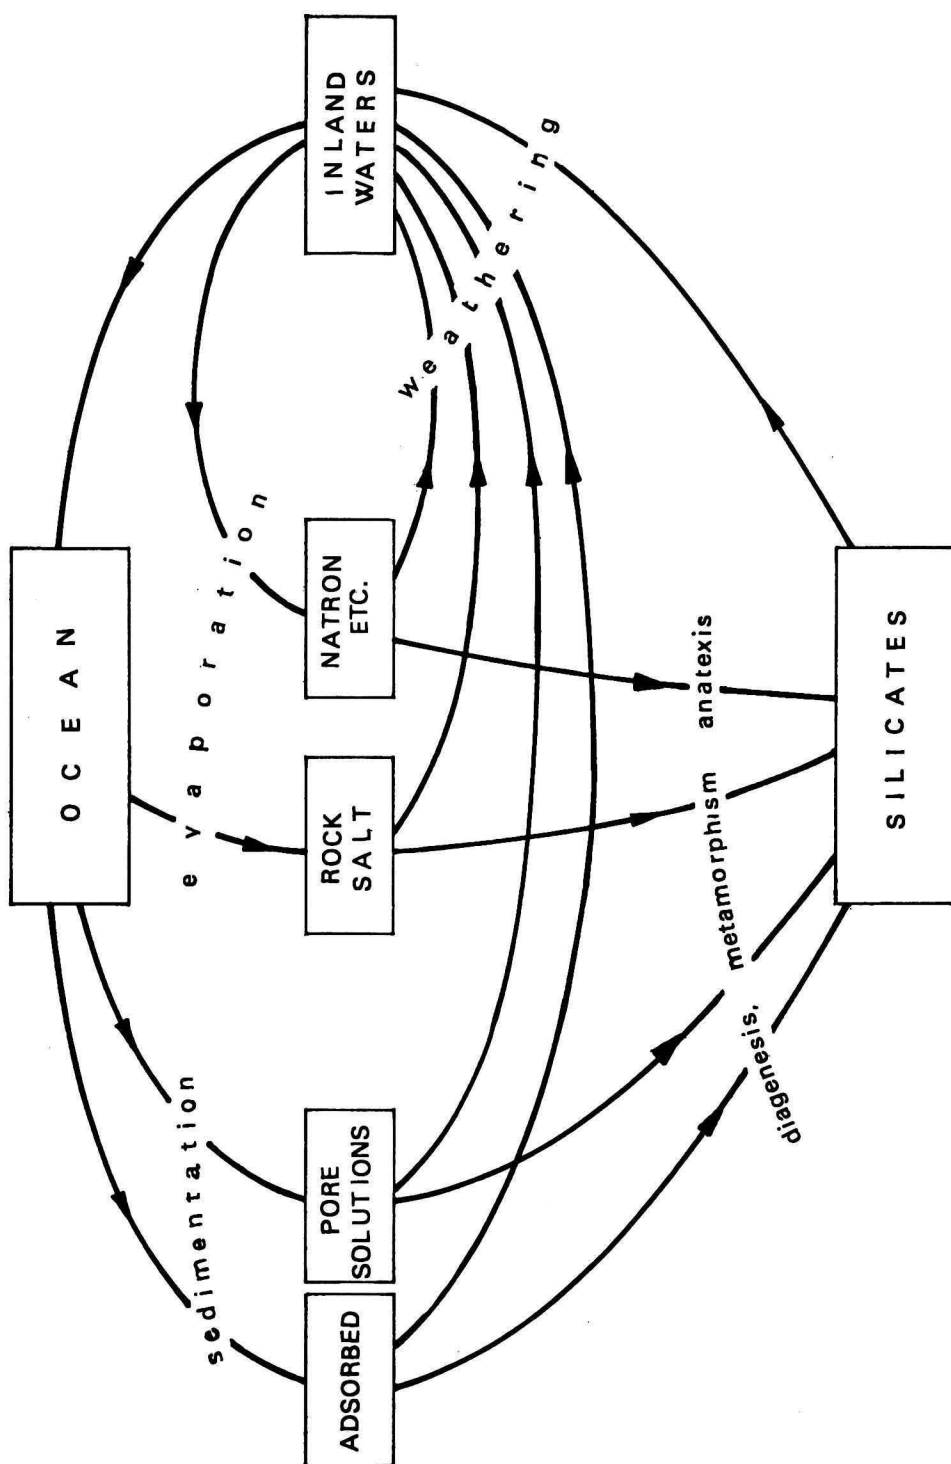 OCEAN
sedimentation
evaporation
ADSORBED
PORE
SOLUTIONS
ROCK
SALT
NATRON
ETC.
INLAND
WATERS
weathering
diagenesis,
metamorphism
anatexis
SILICATES